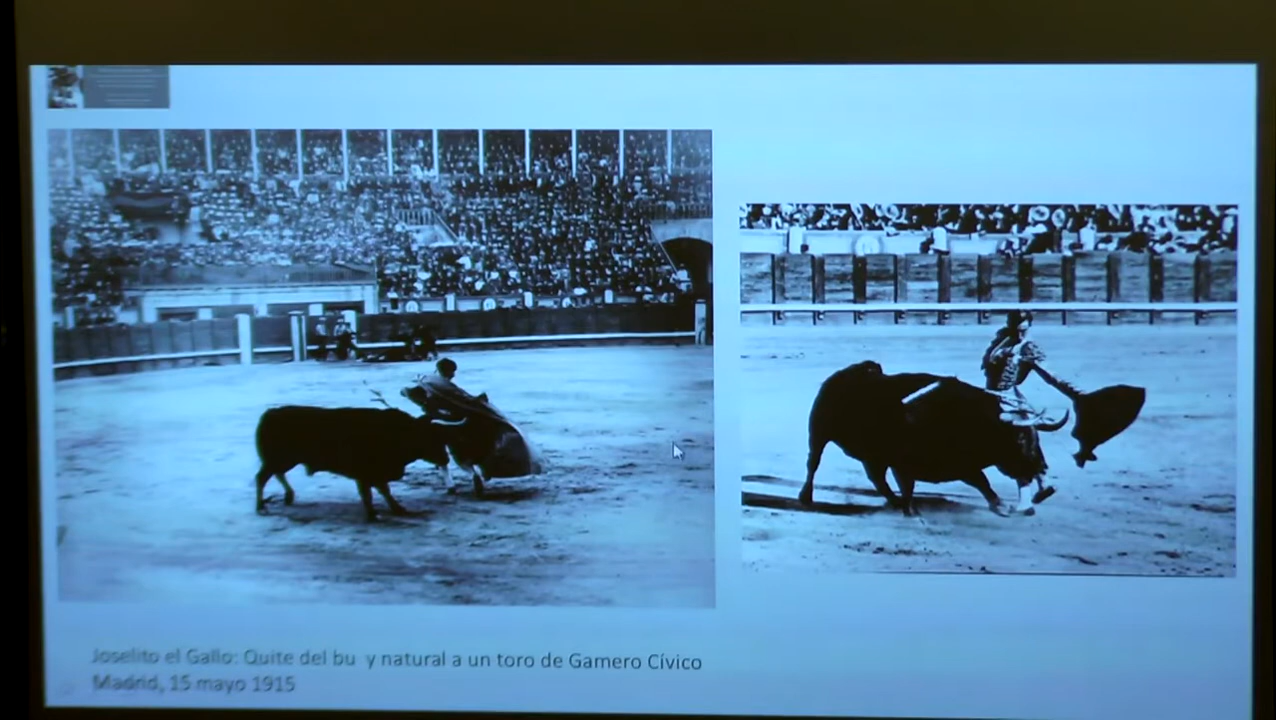 Joselito el Gallo: Quite del bu y natural a un toro de Gamero Cívico
Madrid, 15 mayo 1915